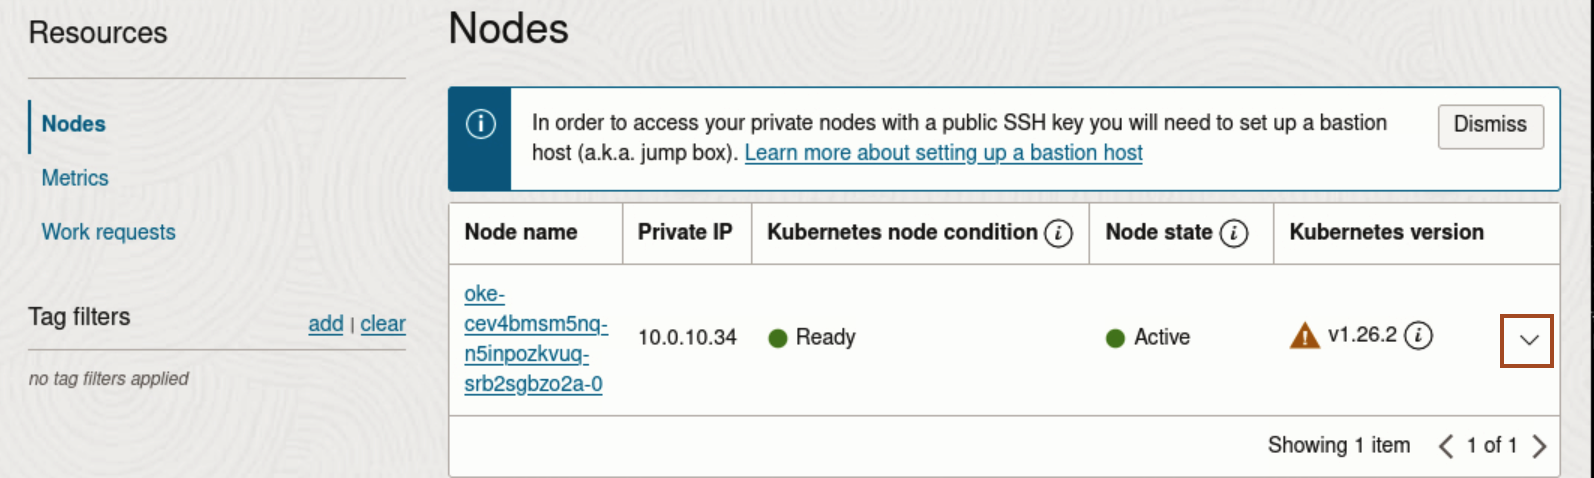 Resources
Nodes
Metrics
Work requests
Tag filters
add | clear
no tag filters applied
Nodes
In order to access your private nodes with a public SSH key you will need to set up a bastion
host (a.k.a. jump box). Learn more about setting up a bastion host
Dismiss
Node name Private IP Kubernetes node condition Node state Kubernetes version
oke-
cev4bmsm5nq-
n5inpozkvuq-
srb2sgbzo2a-0
10.0.10.34
Ready
Active
v1.26.2
Showing 1 item
1 of 1